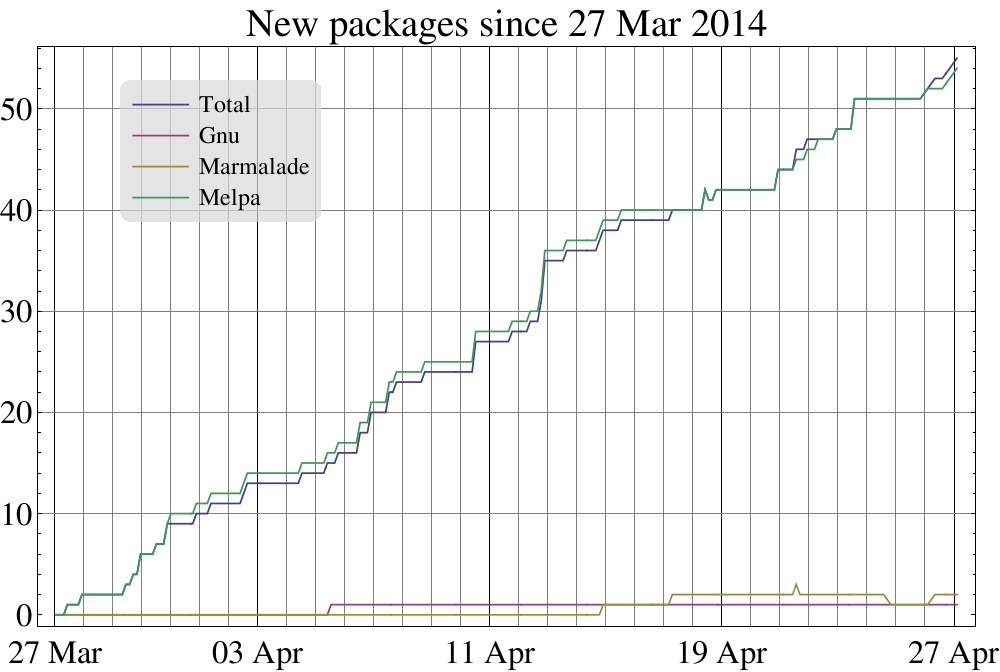 New packages since 27 Mar 2014
Total
Gnu
Marmalade
Melpa
50
40
30
20
10
0
27 Mar
03 Apr
11 Apr
19 Apr
27 Apr